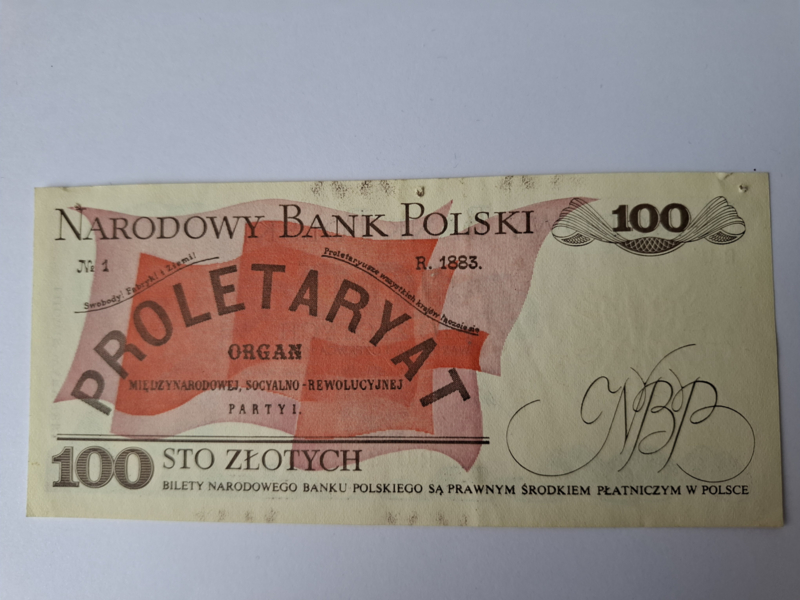 NARODOWY BANK POLSKI
100
№ 1
R. 1883.
Swobody! Fabryki i Ziemi!
Proletaryusze wszystkich krajów łączcie się
PROLETARYAT
ORGAN
MIĘDZYNARODOWEJ, SOCYALNO-REWOLUCYJNEJ
PARTYI.
NBP
100 STO ZŁOTYCH
BILETY NARODOWEGO BANKU POLSKIEGO SĄ PRAWNYM ŚRODKIEM PŁATNICZYM W POLSCE